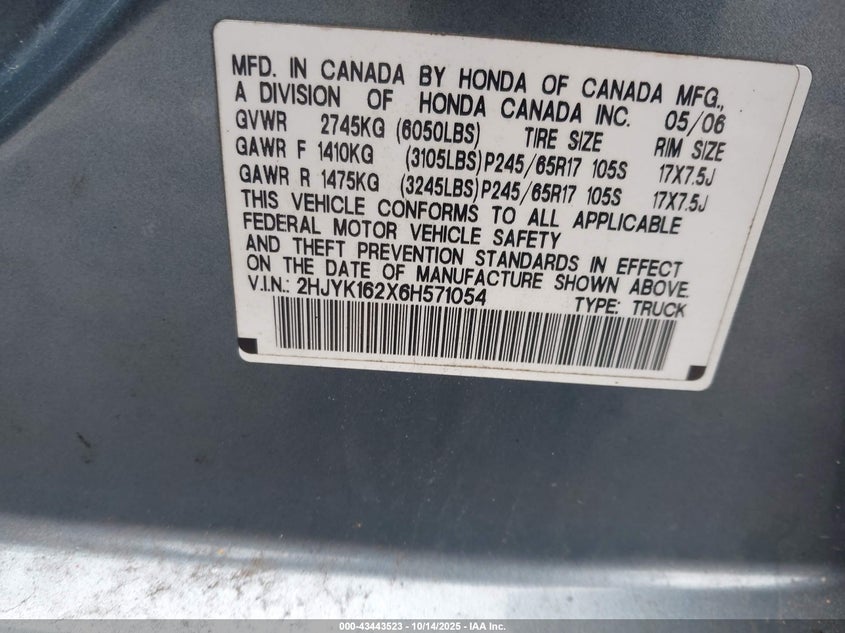 MFD. IN CANADA BY HONDA OF CANADA MFG.,
A DIVISION OF HONDA CANADA INC. 05/06
GVWR 2745KG (6050LBS) TIRE SIZE RIM SIZE
GAWR F 1410KG (3105LBS) P245/65R17 105S 17X7.5J
GAWR R 1475KG (3245LBS) P245/65R17 105S 17X7.5J
THIS VEHICLE CONFORMS TO ALL APPLICABLE
FEDERAL MOTOR VEHICLE SAFETY
AND THEFT PREVENTION STANDARDS IN EFFECT
ON THE DATE OF MANUFACTURE SHOWN ABOVE.
V.I.N.: 2HJYK162X6H571054 TYPE: TRUCK
000-43443523 - 10/14/2025 - IAA Inc.